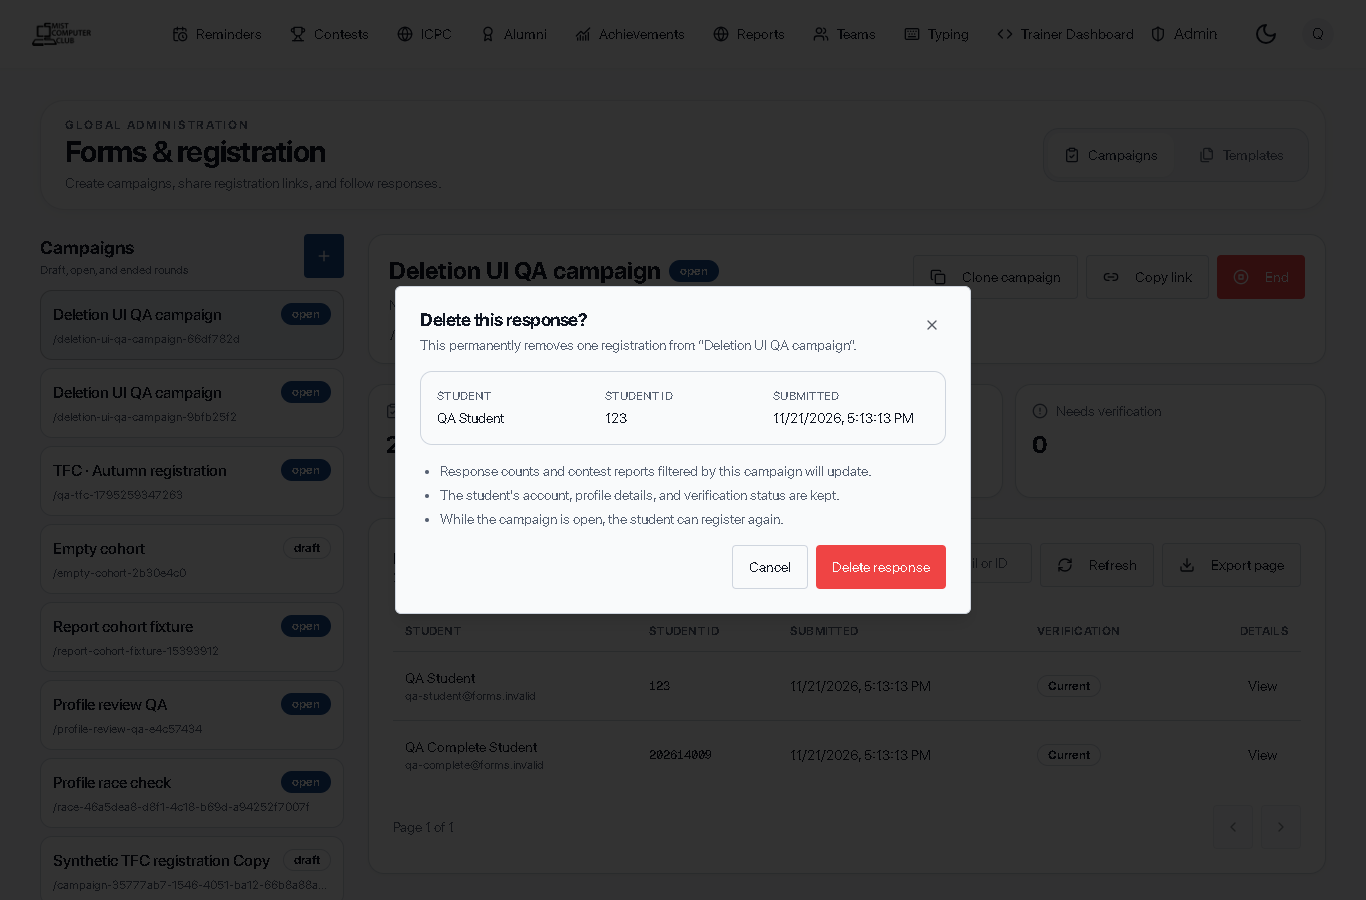 MIST COMPUTER CLUB
Reminders
Contests
ICPC
Alumni
Achievements
Reports
Teams
Typing
Trainer Dashboard
Admin
Q
GLOBAL ADMINISTRATION
Forms & registration
Create campaigns, share registration links, and follow responses.
Campaigns
Templates
Campaigns
Draft, open, and ended rounds
Deletion UI QA campaign
open
/deletion-ui-qa-campaign-66df782d
Deletion UI QA campaign
open
/deletion-ui-qa-campaign-9bfb25f2
TFC · Autumn registration
open
/qa-tfc-1795259347263
Empty cohort
draft
/empty-cohort-2b30e4c0
Report cohort fixture
open
/report-cohort-fixture-15393912
Profile review QA
open
/profile-review-qa-e4c57434
Profile race check
open
/race-46a5dea8-d8f1-4c18-b69d-a94252f7007f
Synthetic TFC registration Copy
draft
/campaign-35777ab7-1546-4051-ba12-66b8a88a...
Deletion UI QA campaign
open
Clone campaign
Copy link
End
Delete this response?
This permanently removes one registration from “Deletion UI QA campaign”.
STUDENT
STUDENT ID
SUBMITTED
QA Student
123
11/21/2026, 5:13:13 PM
Response counts and contest reports filtered by this campaign will update.
The student's account, profile details, and verification status are kept.
While the campaign is open, the student can register again.
Cancel
Delete response
2
Needs verification
0
il or ID
Refresh
Export page
STUDENT
STUDENT ID
SUBMITTED
VERIFICATION
DETAILS
QA Student
qa-student@forms.invalid
123
11/21/2026, 5:13:13 PM
Current
View
QA Complete Student
qa-complete@forms.invalid
202614009
11/21/2026, 5:13:13 PM
Current
View
Page 1 of 1